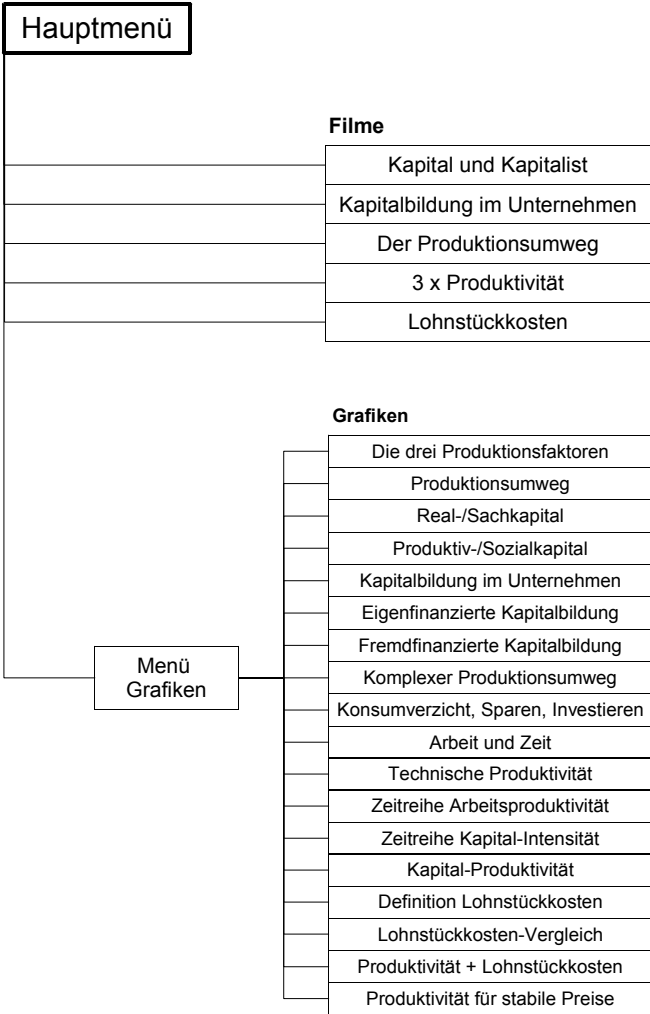 Hauptmenü
Filme
Kapital und Kapitalist
Kapitalbildung im Unternehmen
Der Produktionsumweg
3 x Produktivität
Lohnstückkosten
Grafiken
Die drei Produktionsfaktoren
Produktionsumweg
Real-/Sachkapital
Produktiv-/Sozialkapital
Kapitalbildung im Unternehmen
Eigenfinanzierte Kapitalbildung
Fremdfinanzierte Kapitalbildung
Menü
Grafiken
Komplexer Produktionsumweg
Konsumverzicht, Sparen, Investieren
Arbeit und Zeit
Technische Produktivität
Zeitreihe Arbeitsproduktivität
Zeitreihe Kapital-Intensität
Kapital-Produktivität
Definition Lohnstückkosten
Lohnstückkosten-Vergleich
Produktivität + Lohnstückkosten
Produktivität für stabile Preise